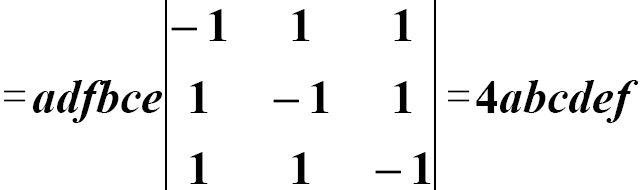 − 1 1 1
= adfbce 1 − 1 1 = 4abcdef
1 1 − 1